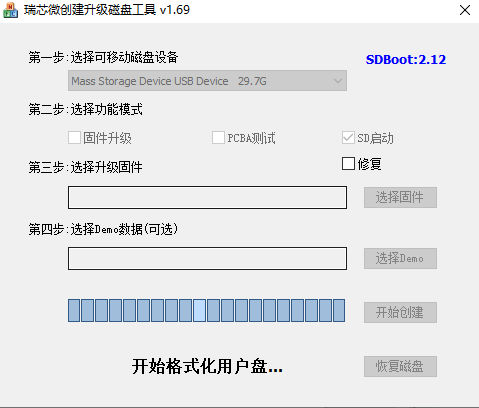 瑞芯微创建升级磁盘工具 v1.69
第一步:选择可移动磁盘设备
SDBoot:2.12
Mass Storage Device USB Device 29.7G
第二步:选择功能模式
固件升级 PCBA测试 SD启动
第三步:选择升级固件
修复
选择固件
第四步:选择Demo数据(可选)
选择Demo
开始创建
开始格式化用户盘...
恢复磁盘